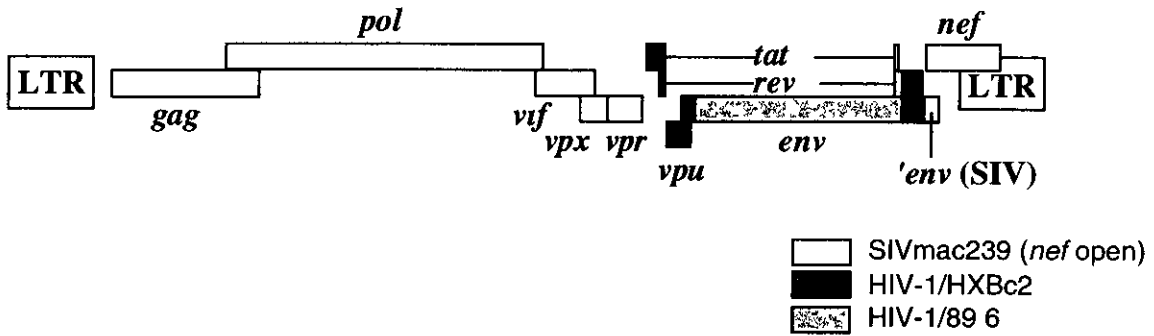 pol
nef
LTR
tat
LTR
rev
gag
vif
env
vpx
vpr
vpu
'env (SIV)
SIVmac239 (nef open)
HIV-1/HXBc2
HIV-1/89 6